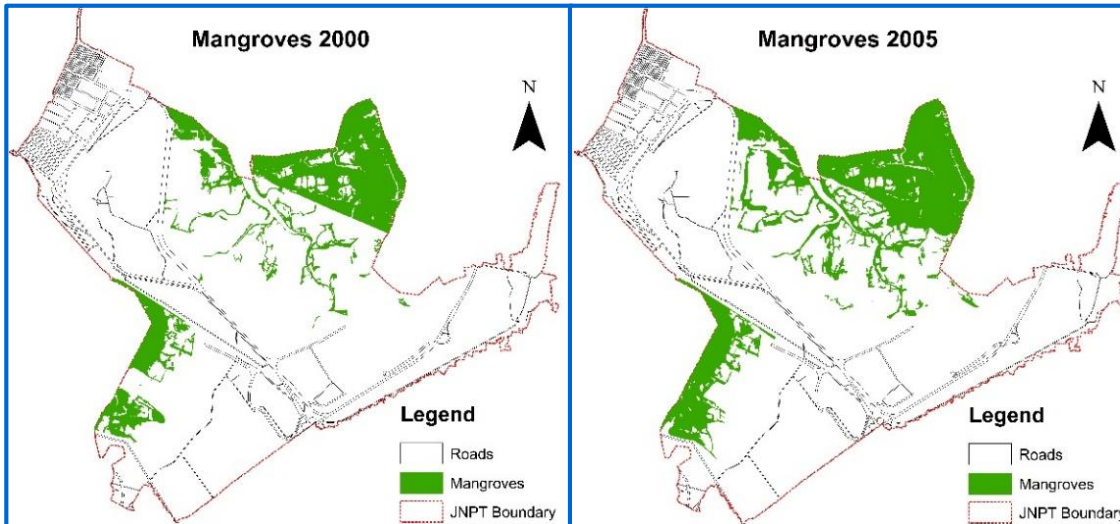 Mangroves 2000
N
Legend
Roads
Mangroves
JNPT Boundary
Mangroves 2005
N
Legend
Roads
Mangroves
JNPT Boundary